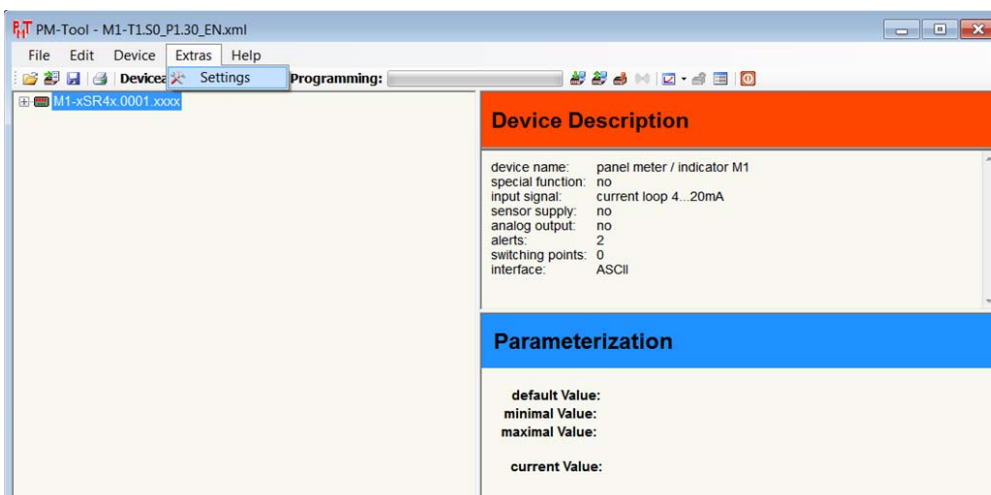 PM-Tool - M1-T1.S0_P1.30_EN.xml
File Edit Device Extras Help
Settings
Programming:
M1-xSR4x.0001.xxxx
Device Description
device name: panel meter / indicator M1
special function: no
input signal: current loop 4...20mA
sensor supply: no
analog output: no
alerts: 2
switching points: 0
interface: ASCII
Parameterization
default Value:
minimal Value:
maximal Value:
current Value: